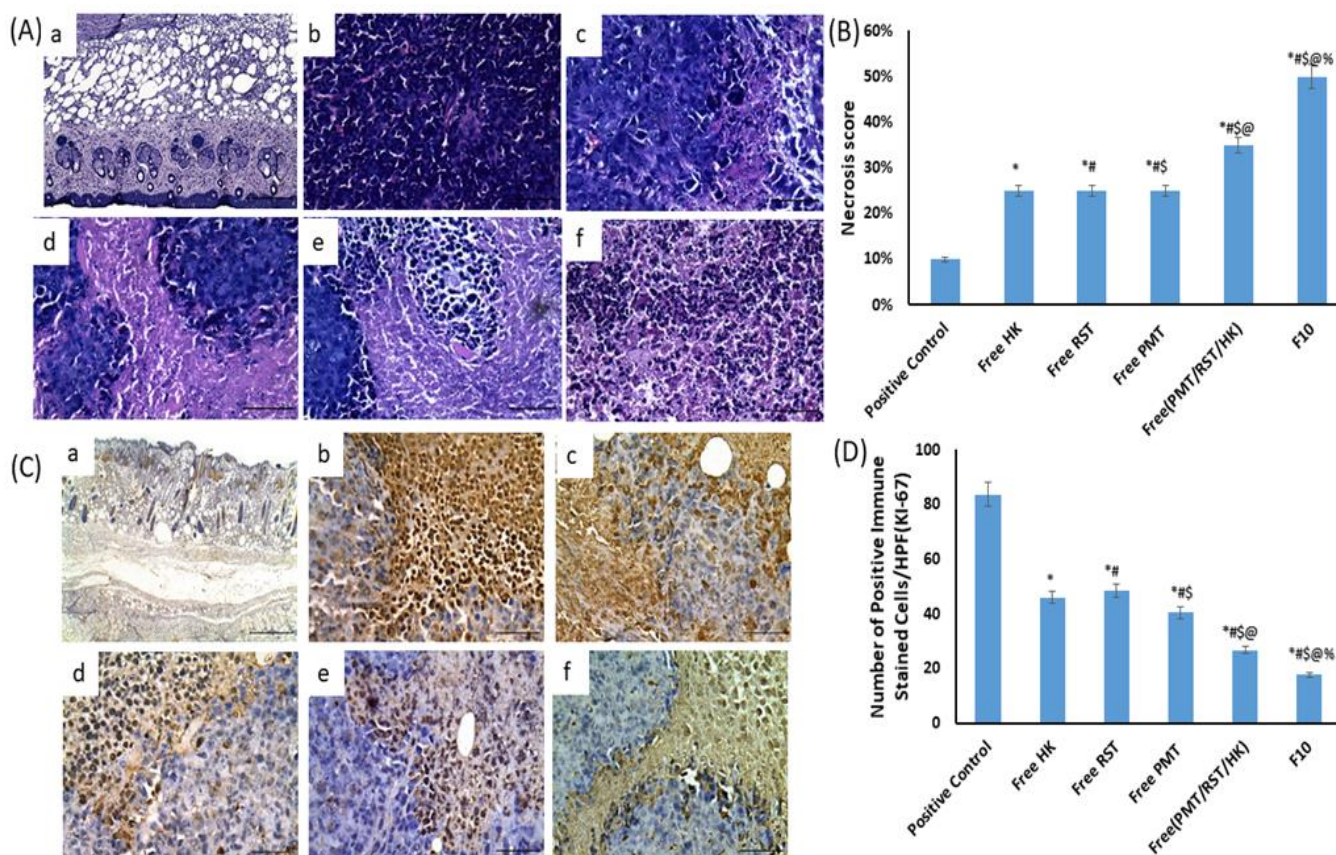 (A)
a
b
c
d
e
f
(B)
Necrosis score
60%
50%
40%
30%
20%
10%
0%
*
*#
*#$
*#$@
*#$@%
Positive Control
Free HK
Free RST
Free PMT
Free(PMT/RST/HK)
F10
(C)
a
b
c
d
e
f
(D)
Number of Positive Immune
Stained Cells/HPF(KI-67)
100
80
60
40
20
0
*
*#
*#$
*#$@
*#$@%
Positive Control
Free HK
Free RST
Free PMT
Free(PMT/RST/HK)
F10